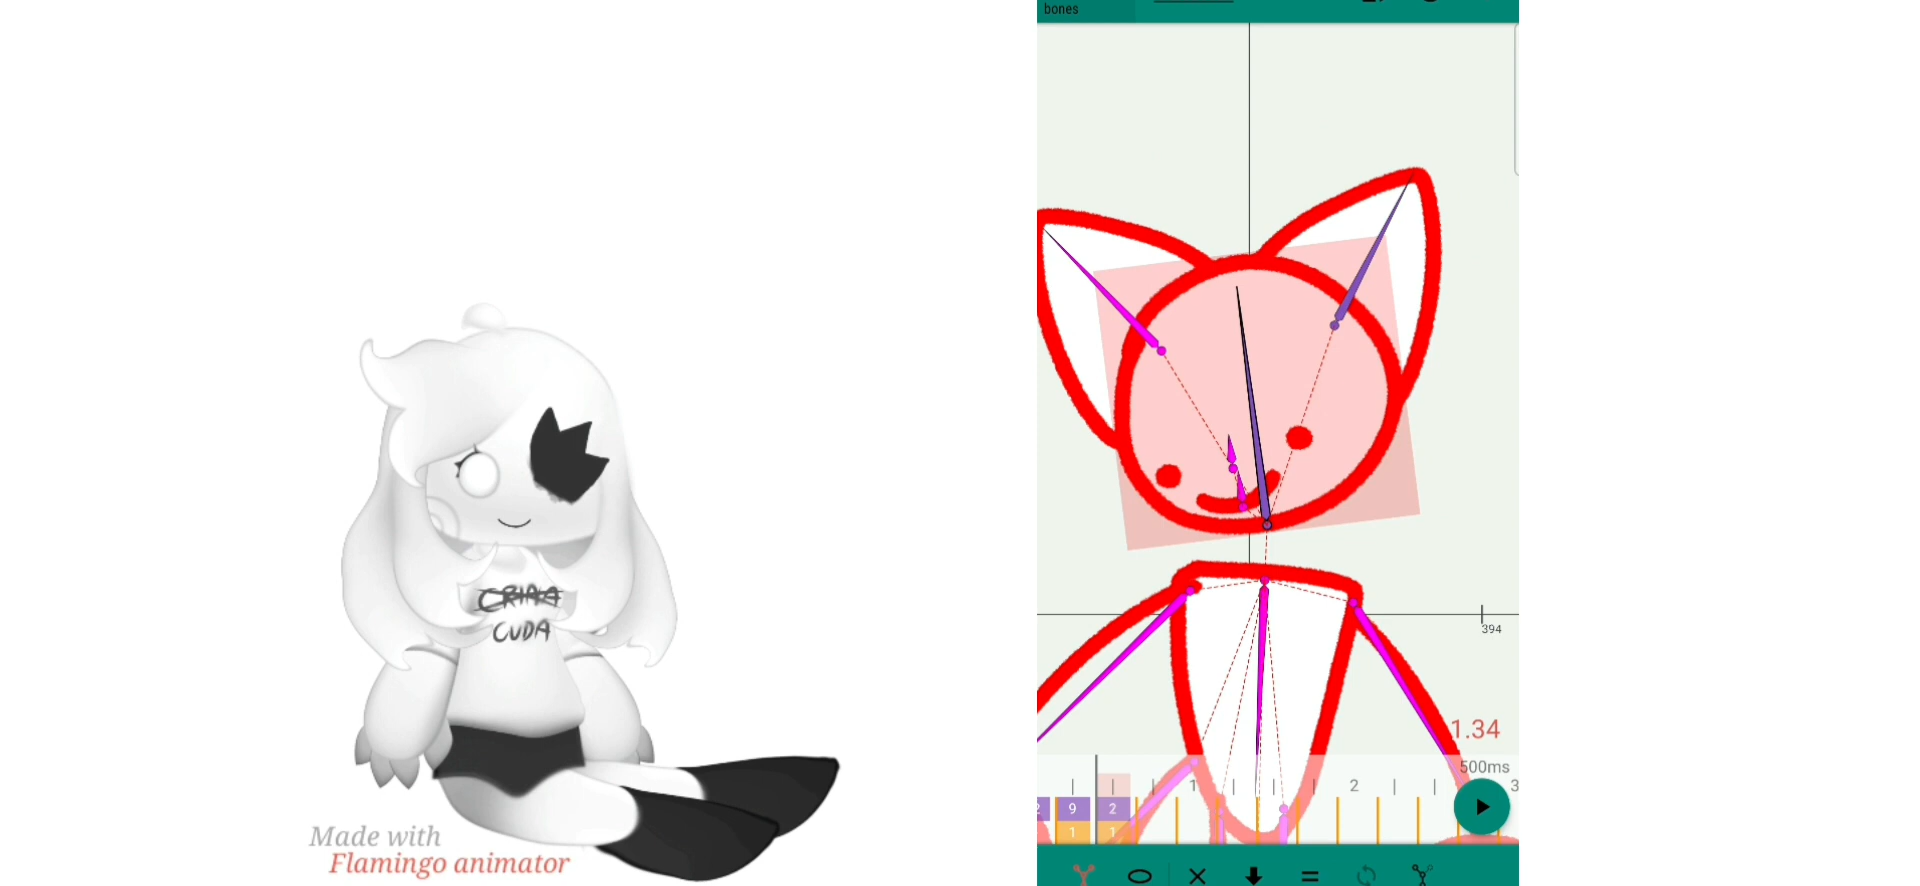 CRIAA
CUDA
Made with
Flamingo animator
bones
394
1.34
500ms
1 2 3
9 2
1 1